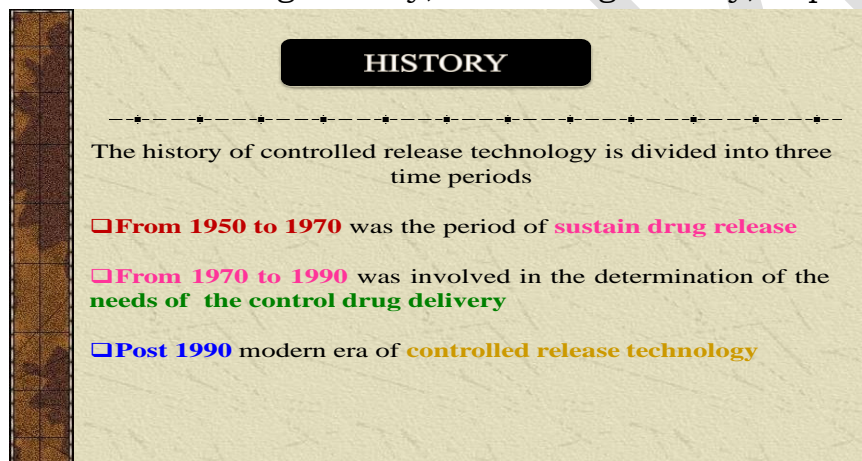 HISTORY
The history of controlled release technology is divided into three
time periods
❑From 1950 to 1970 was the period of sustain drug release
❑From 1970 to 1990 was involved in the determination of the
needs of the control drug delivery
❑Post 1990 modern era of controlled release technology